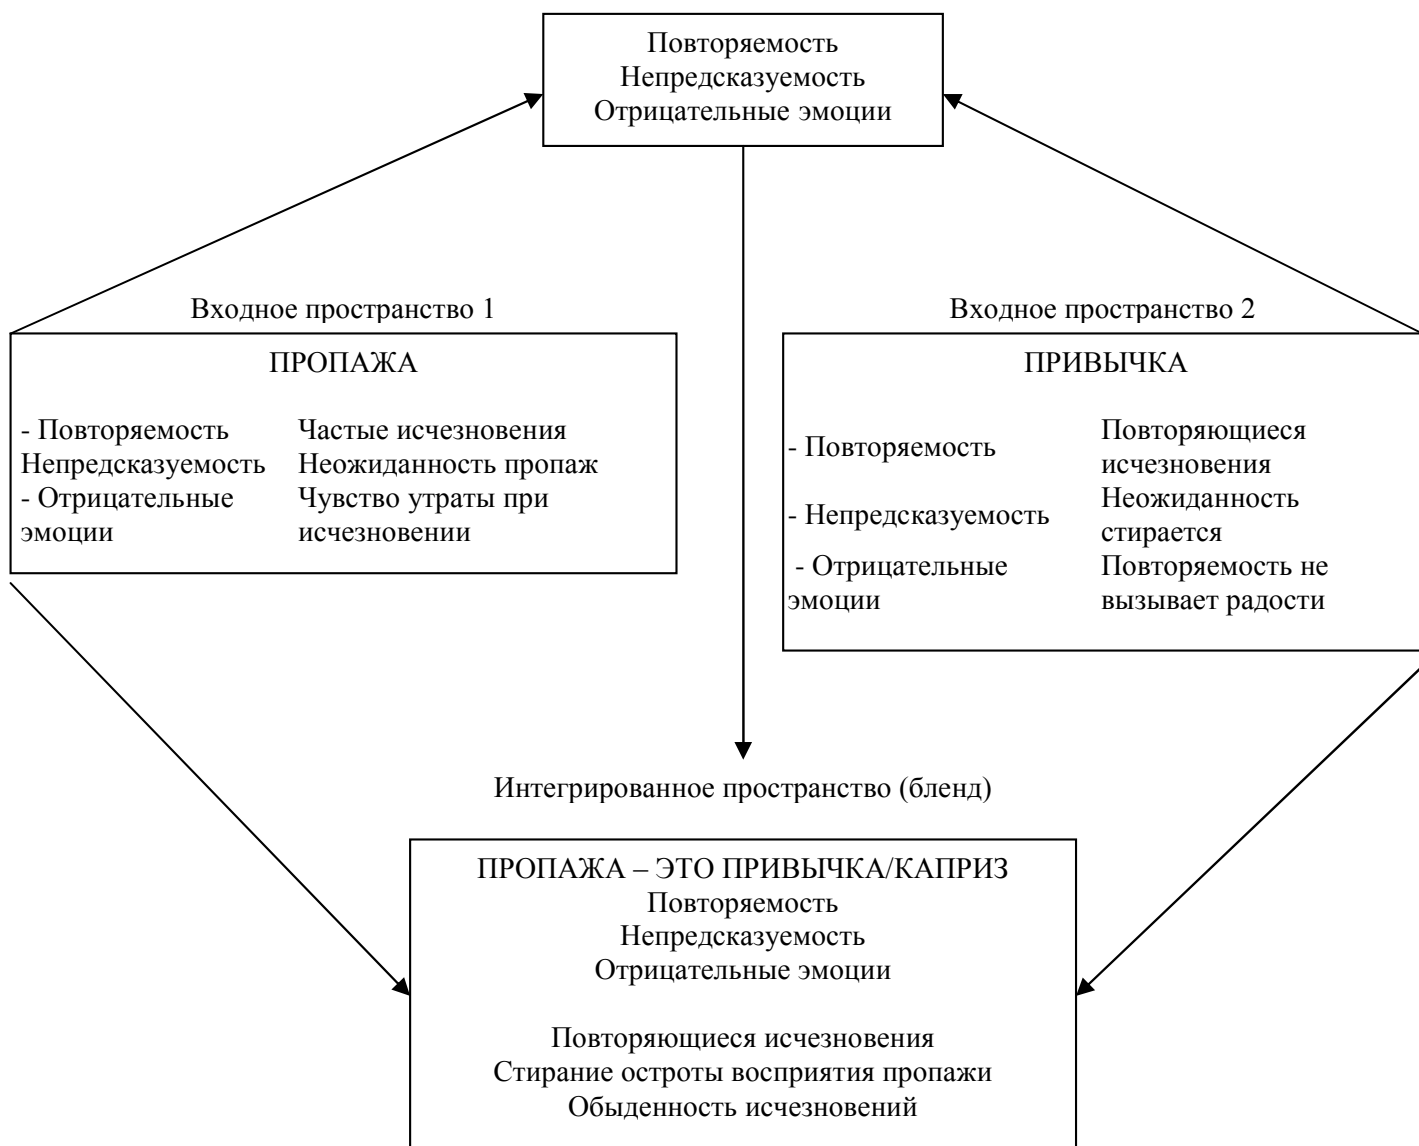 Повторяемость
Непредсказуемость
Отрицательные эмоции
Входное пространство 1
ПРОПАЖА
- Повторяемость Частые исчезновения
Непредсказуемость Неожиданность пропаж
- Отрицательные Чувство утраты при
эмоции исчезновении
Входное пространство 2
ПРИВЫЧКА
- Повторяемость
Повторяющиеся
исчезновения
- Непредсказуемость
Неожиданность
стирается
- Отрицательные Повторяемость не
эмоции вызывает радости
Интегрированное пространство (бленд)
ПРОПАЖА – ЭТО ПРИВЫЧКА/КАПРИЗ
Повторяемость
Непредсказуемость
Отрицательные эмоции
Повторяющиеся исчезновения
Стирание остроты восприятия пропажи
Обыденность исчезновений